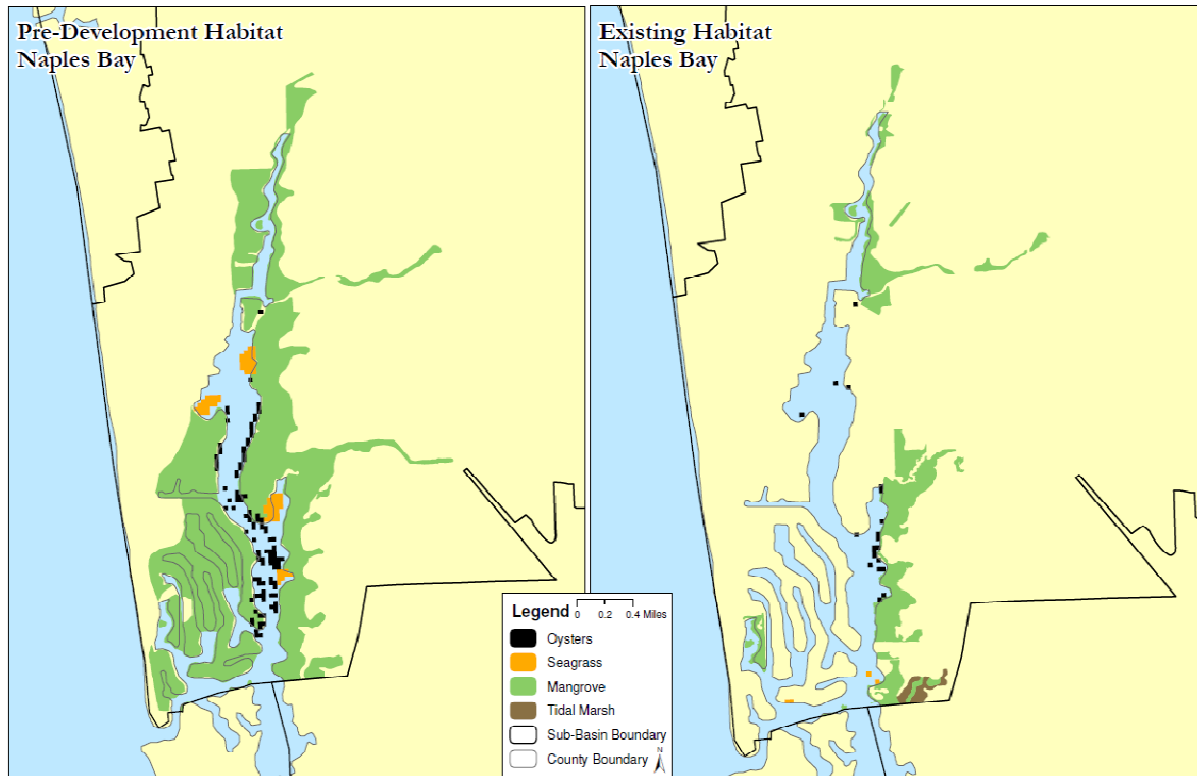 Pre-Development Habitat
Naples Bay
Existing Habitat
Naples Bay
Legend
0 0.2 0.4 Miles
Oysters
Seagrass
Mangrove
Tidal Marsh
Sub-Basin Boundary
County Boundary
N